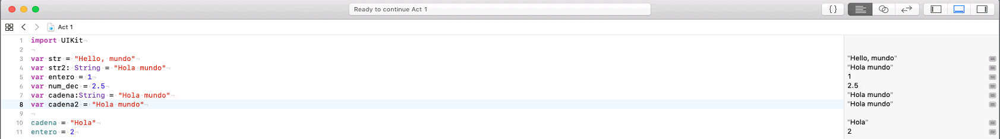 Ready to continue Act 1
{ }
Act 1
1 import UIKit
2
3 var str = "Hello, mundo" "Hello, mundo"
4 var str2: String = "Hola mundo" "Hola mundo"
5 var entero = 1 1
6 var num_dec = 2.5 2.5
7 var cadena:String = "Hola mundo" "Hola mundo"
8 var cadena2 = "Hola mundo" "Hola mundo"
9
10 cadena = "Hola" "Hola"
11 entero = 2 2